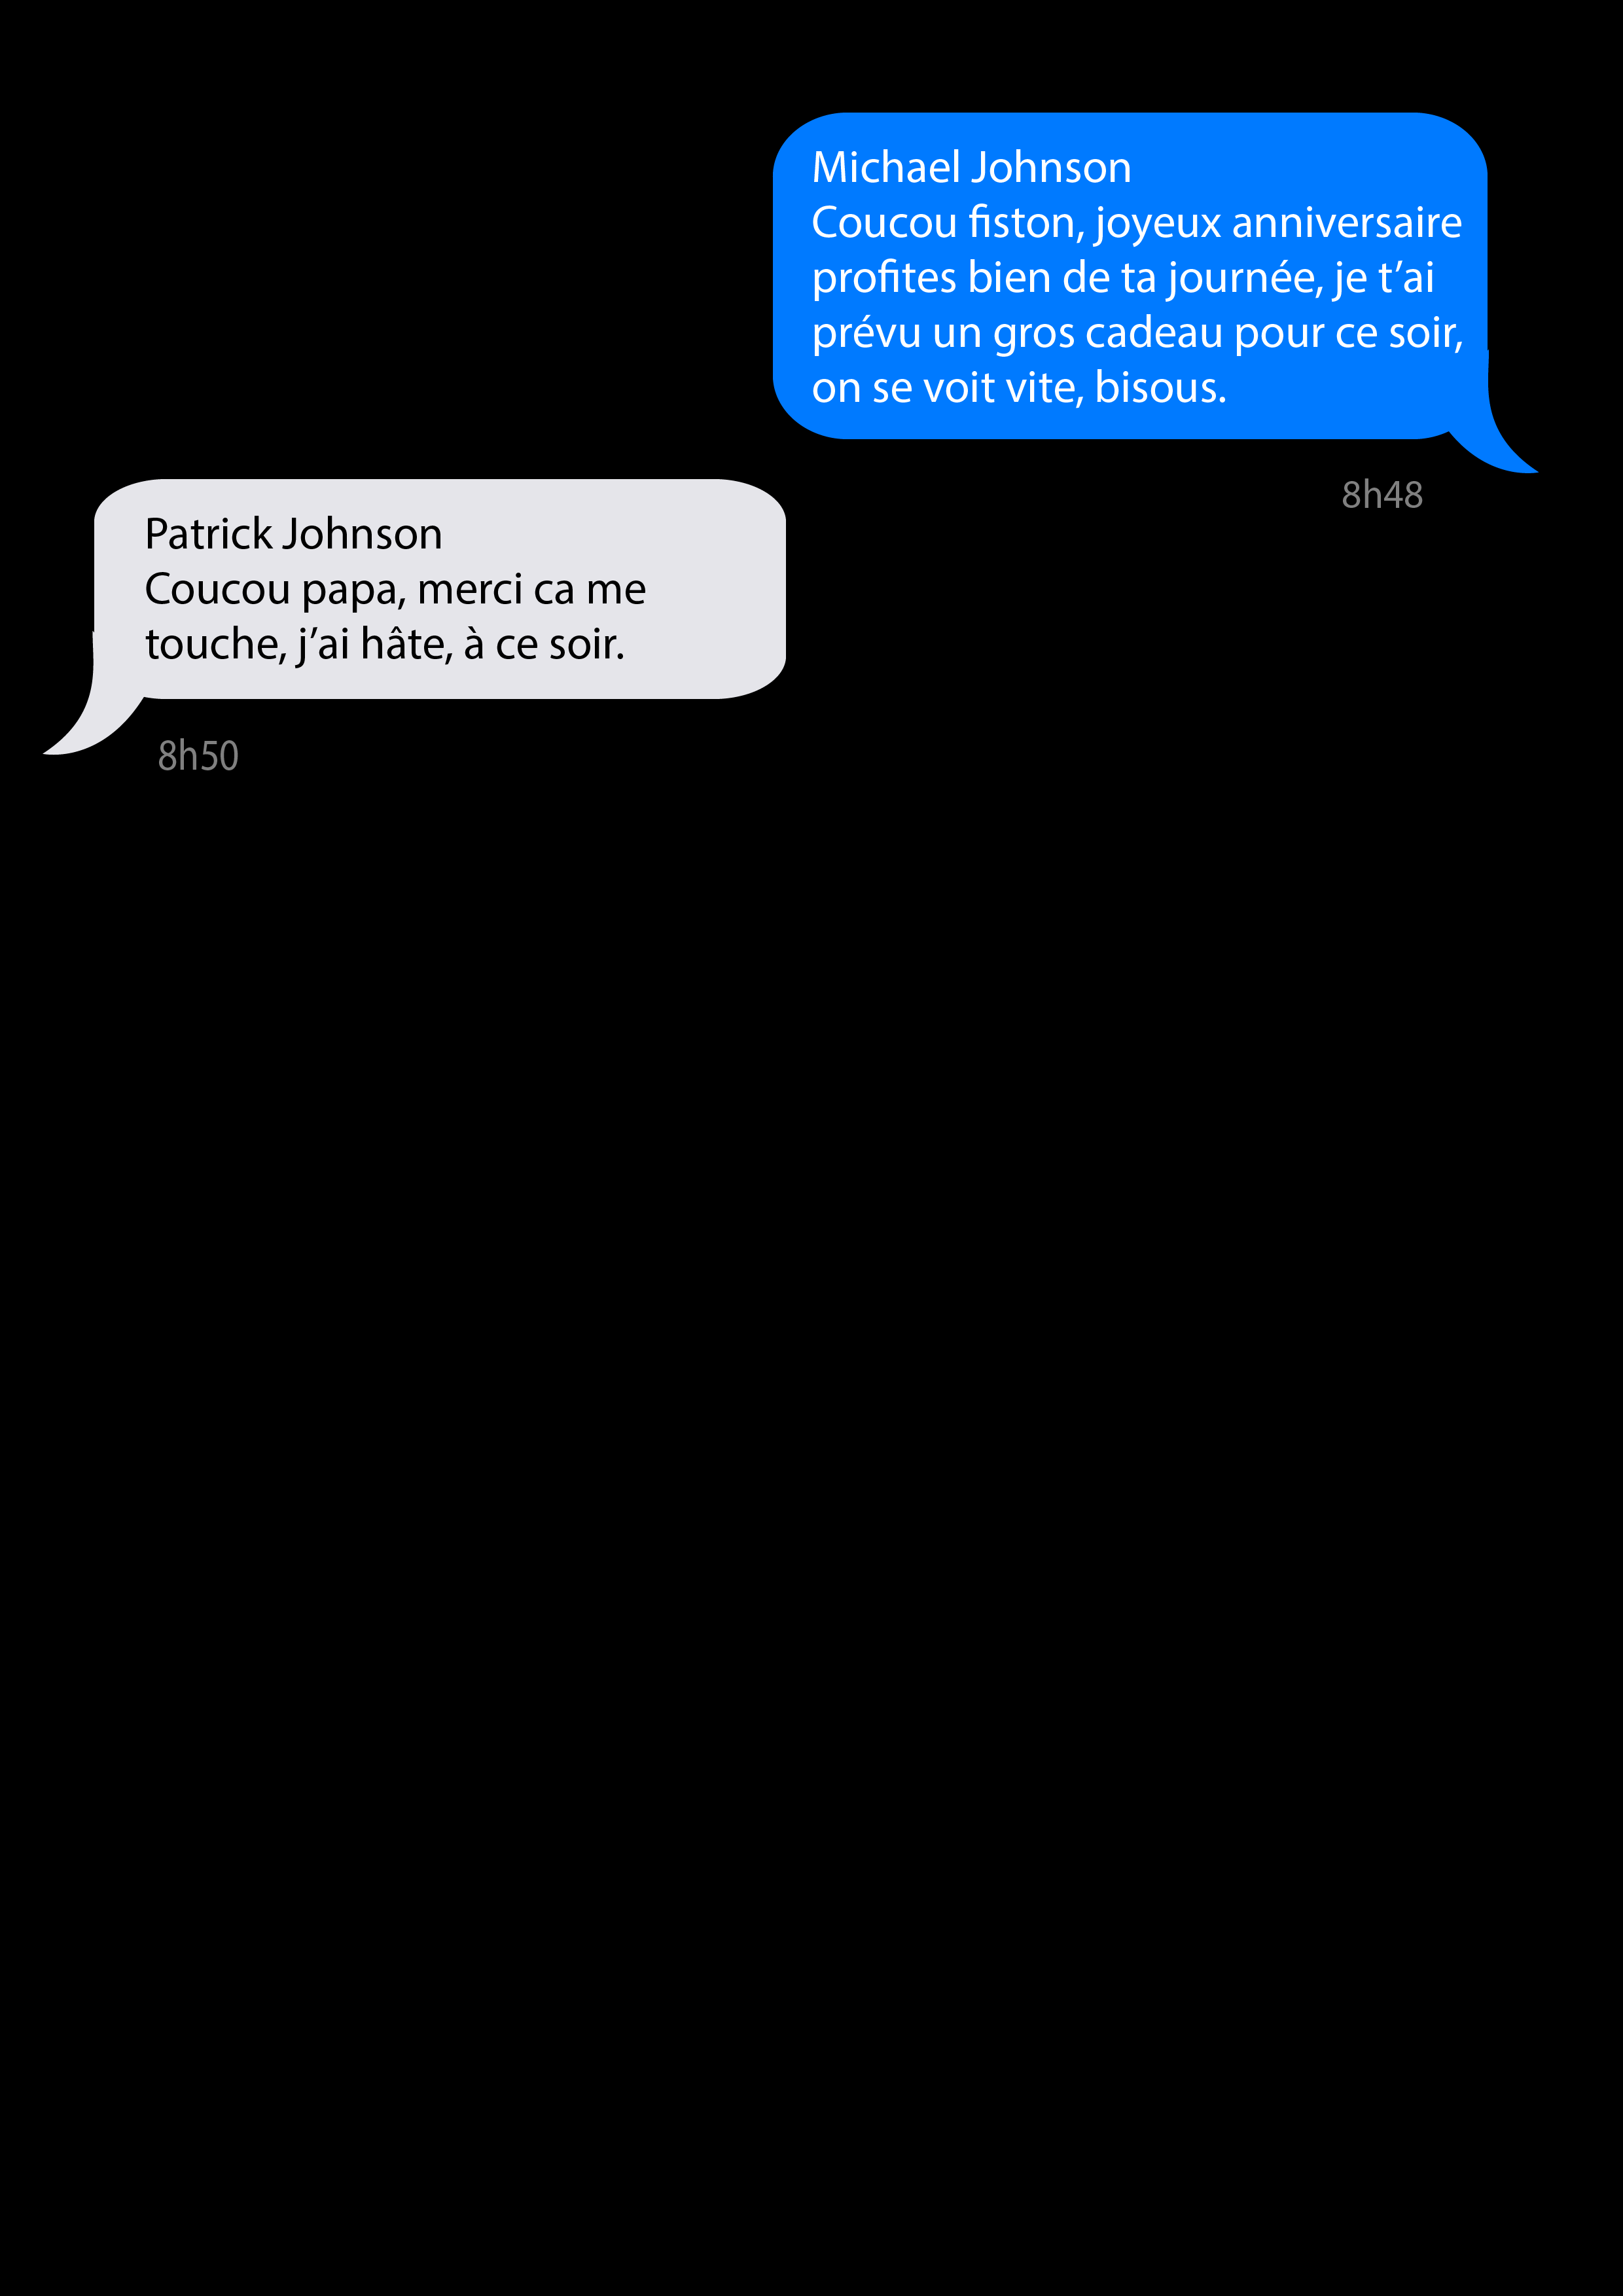 Michael Johnson
Coucou fiston, joyeux anniversaire
profites bien de ta journée, je t’ai
prévu un gros cadeau pour ce soir,
on se voit vite, bisous.
8h48
Patrick Johnson
Coucou papa, merci ca me
touche, j’ai hâte, à ce soir.
8h50